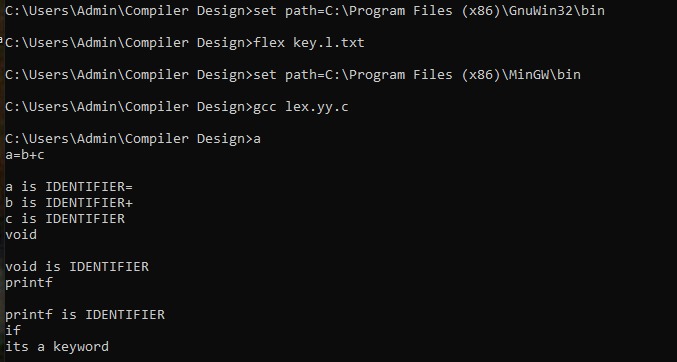 C:\Users\Admin\Compiler Design>set path=C:\Program Files (x86)\GnuWin32\bin
C:\Users\Admin\Compiler Design>flex key.l.txt
C:\Users\Admin\Compiler Design>set path=C:\Program Files (x86)\MinGW\bin
C:\Users\Admin\Compiler Design>gcc lex.yy.c
C:\Users\Admin\Compiler Design>a
a=b+c
a is IDENTIFIER=
b is IDENTIFIER+
c is IDENTIFIER
void
void is IDENTIFIER
printf
printf is IDENTIFIER
if
its a keyword